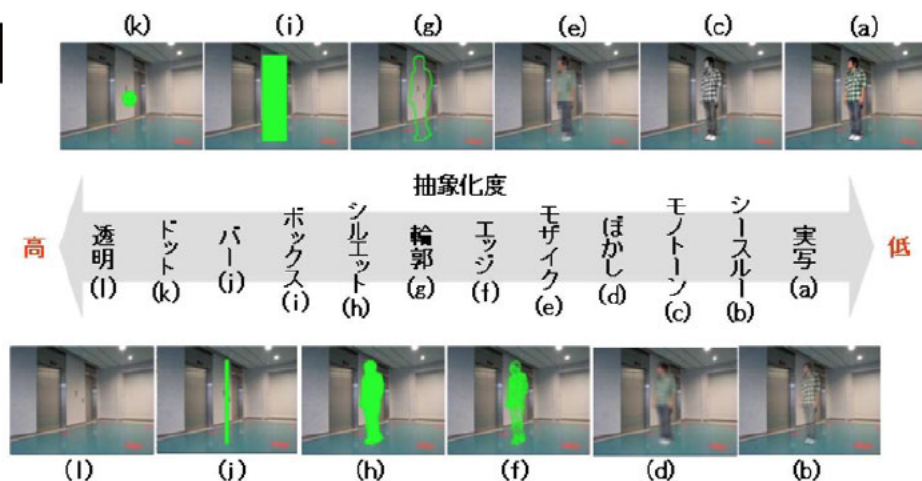 (k) (i) (g) (e) (c) (a)
抽象化度
高
透明(l)
ドット(k)
バー(j)
ボックス(i)
シルエット(h)
輪郭(g)
エッジ(f)
モザイク(e)
ぼかし(d)
モノトーン(c)
シースルー(b)
実写(a)
低
(l) (j) (h) (f) (d) (b)